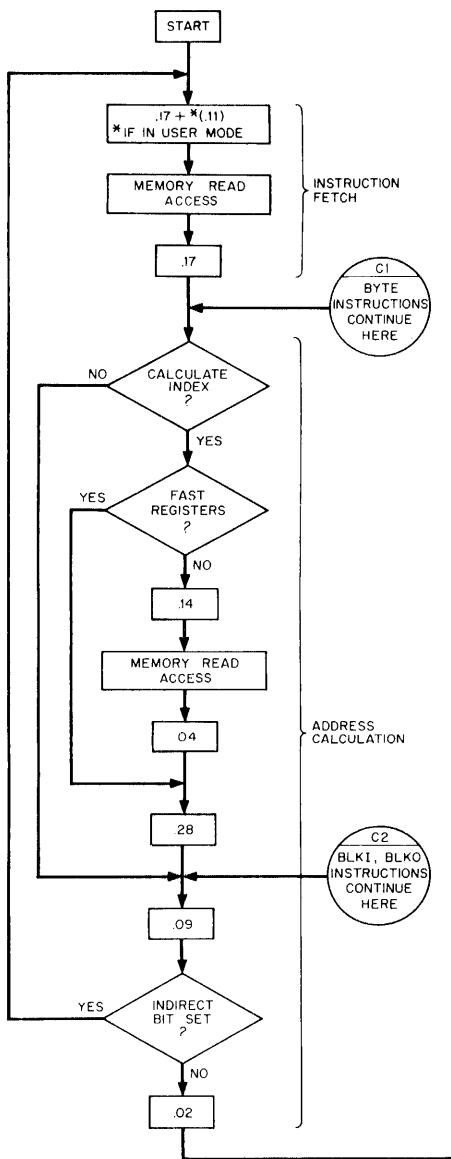 START
.17 + *(.11)
*IF IN USER MODE
MEMORY READ
ACCESS
INSTRUCTION
FETCH
.17
C1
BYTE
INSTRUCTIONS
CONTINUE
HERE
NO
CALCULATE
INDEX
?
YES
YES
FAST
REGISTERS
?
NO
.14
MEMORY READ
ACCESS
.04
ADDRESS
CALCULATION
.28
C2
BLKI, BLKO
INSTRUCTIONS
CONTINUE
HERE
.09
YES
INDIRECT
BIT SET
?
NO
.02